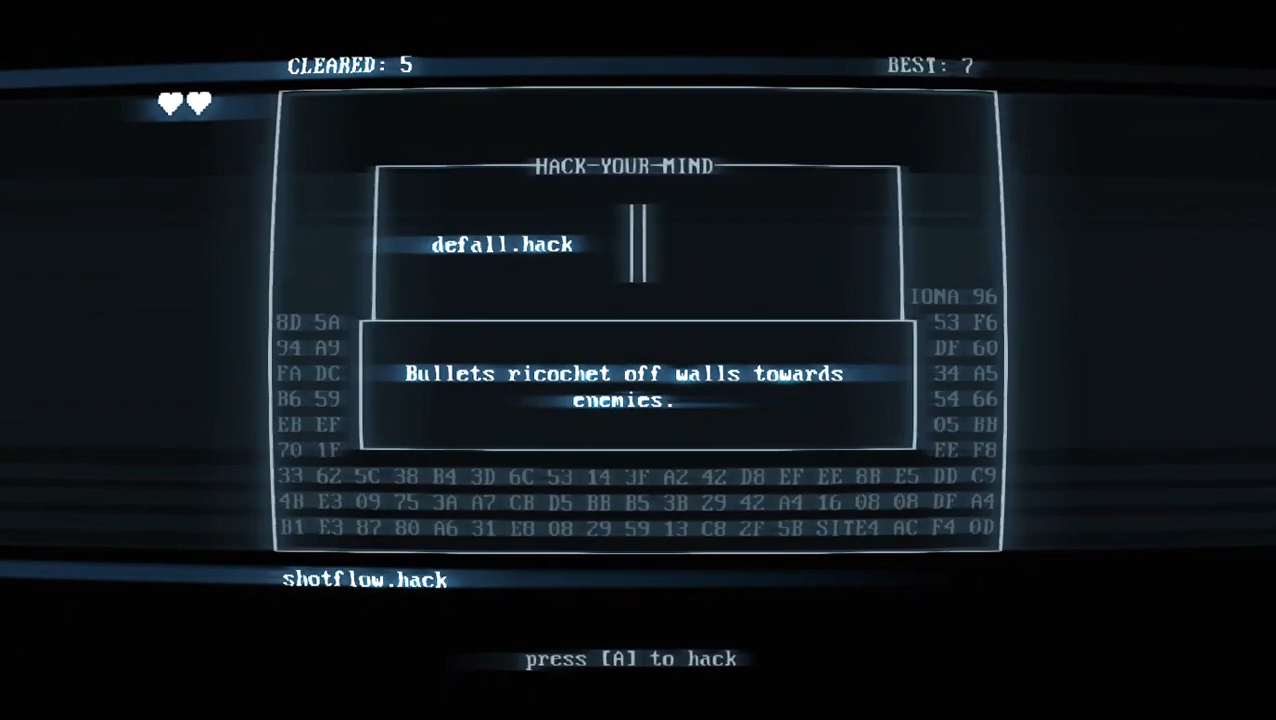 CLEARED: 5
BEST: 7
HACK-YOUR-MIND
defall.hack
IONA 96
8D 5A
53 F6
94 A9
DF 60
FA DC
34 A5
Bullets ricochet off walls towards
enemies.
B6 59
54 66
EB EF
05 BB
70 1F
EE F8
33 62 5C 38 B4 3D 6C 53 14 3F A2 42 D8 EF EE 8B E5 DD C9
4B E3 09 75 3A A7 CB D5 BB B5 3B 29 42 A4 16 08 08 DF A4
B1 E3 87 80 A6 31 E8 08 29 59 13 C8 2F 5B SITE4 AC F4 0D
shotflow.hack
press [A] to hack